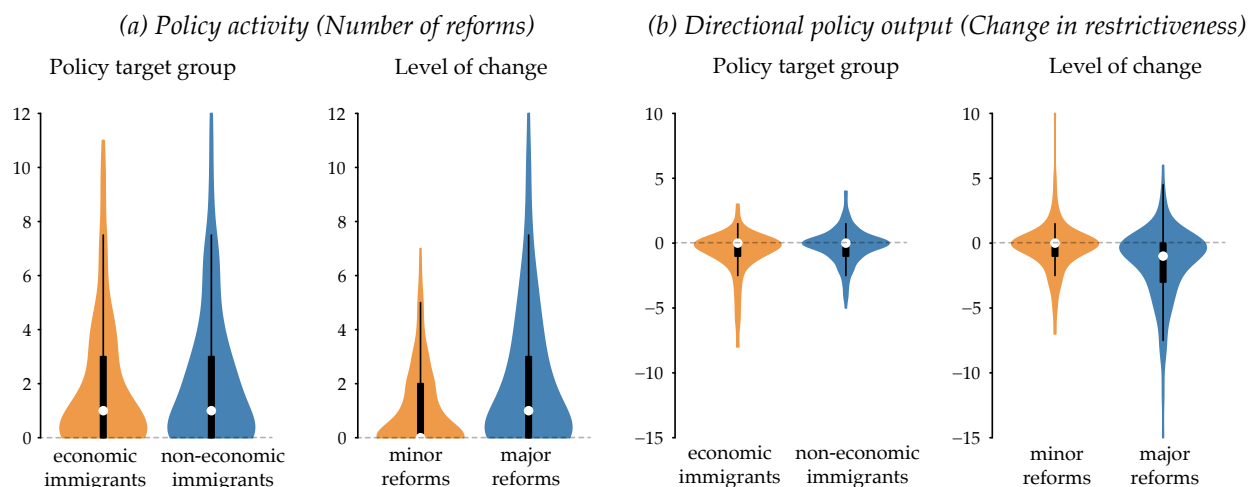 (a) Policy activity (Number of reforms)
Policy target group
Level of change
12
10
8
6
4
2
0
economic
immigrants
non-economic
immigrants
12
10
8
6
4
2
0
minor
reforms
major
reforms
(b) Directional policy output (Change in restrictiveness)
Policy target group
Level of change
10
5
0
−5
−10
−15
economic
immigrants
non-economic
immigrants
10
5
0
−5
−10
−15
minor
reforms
major
reforms